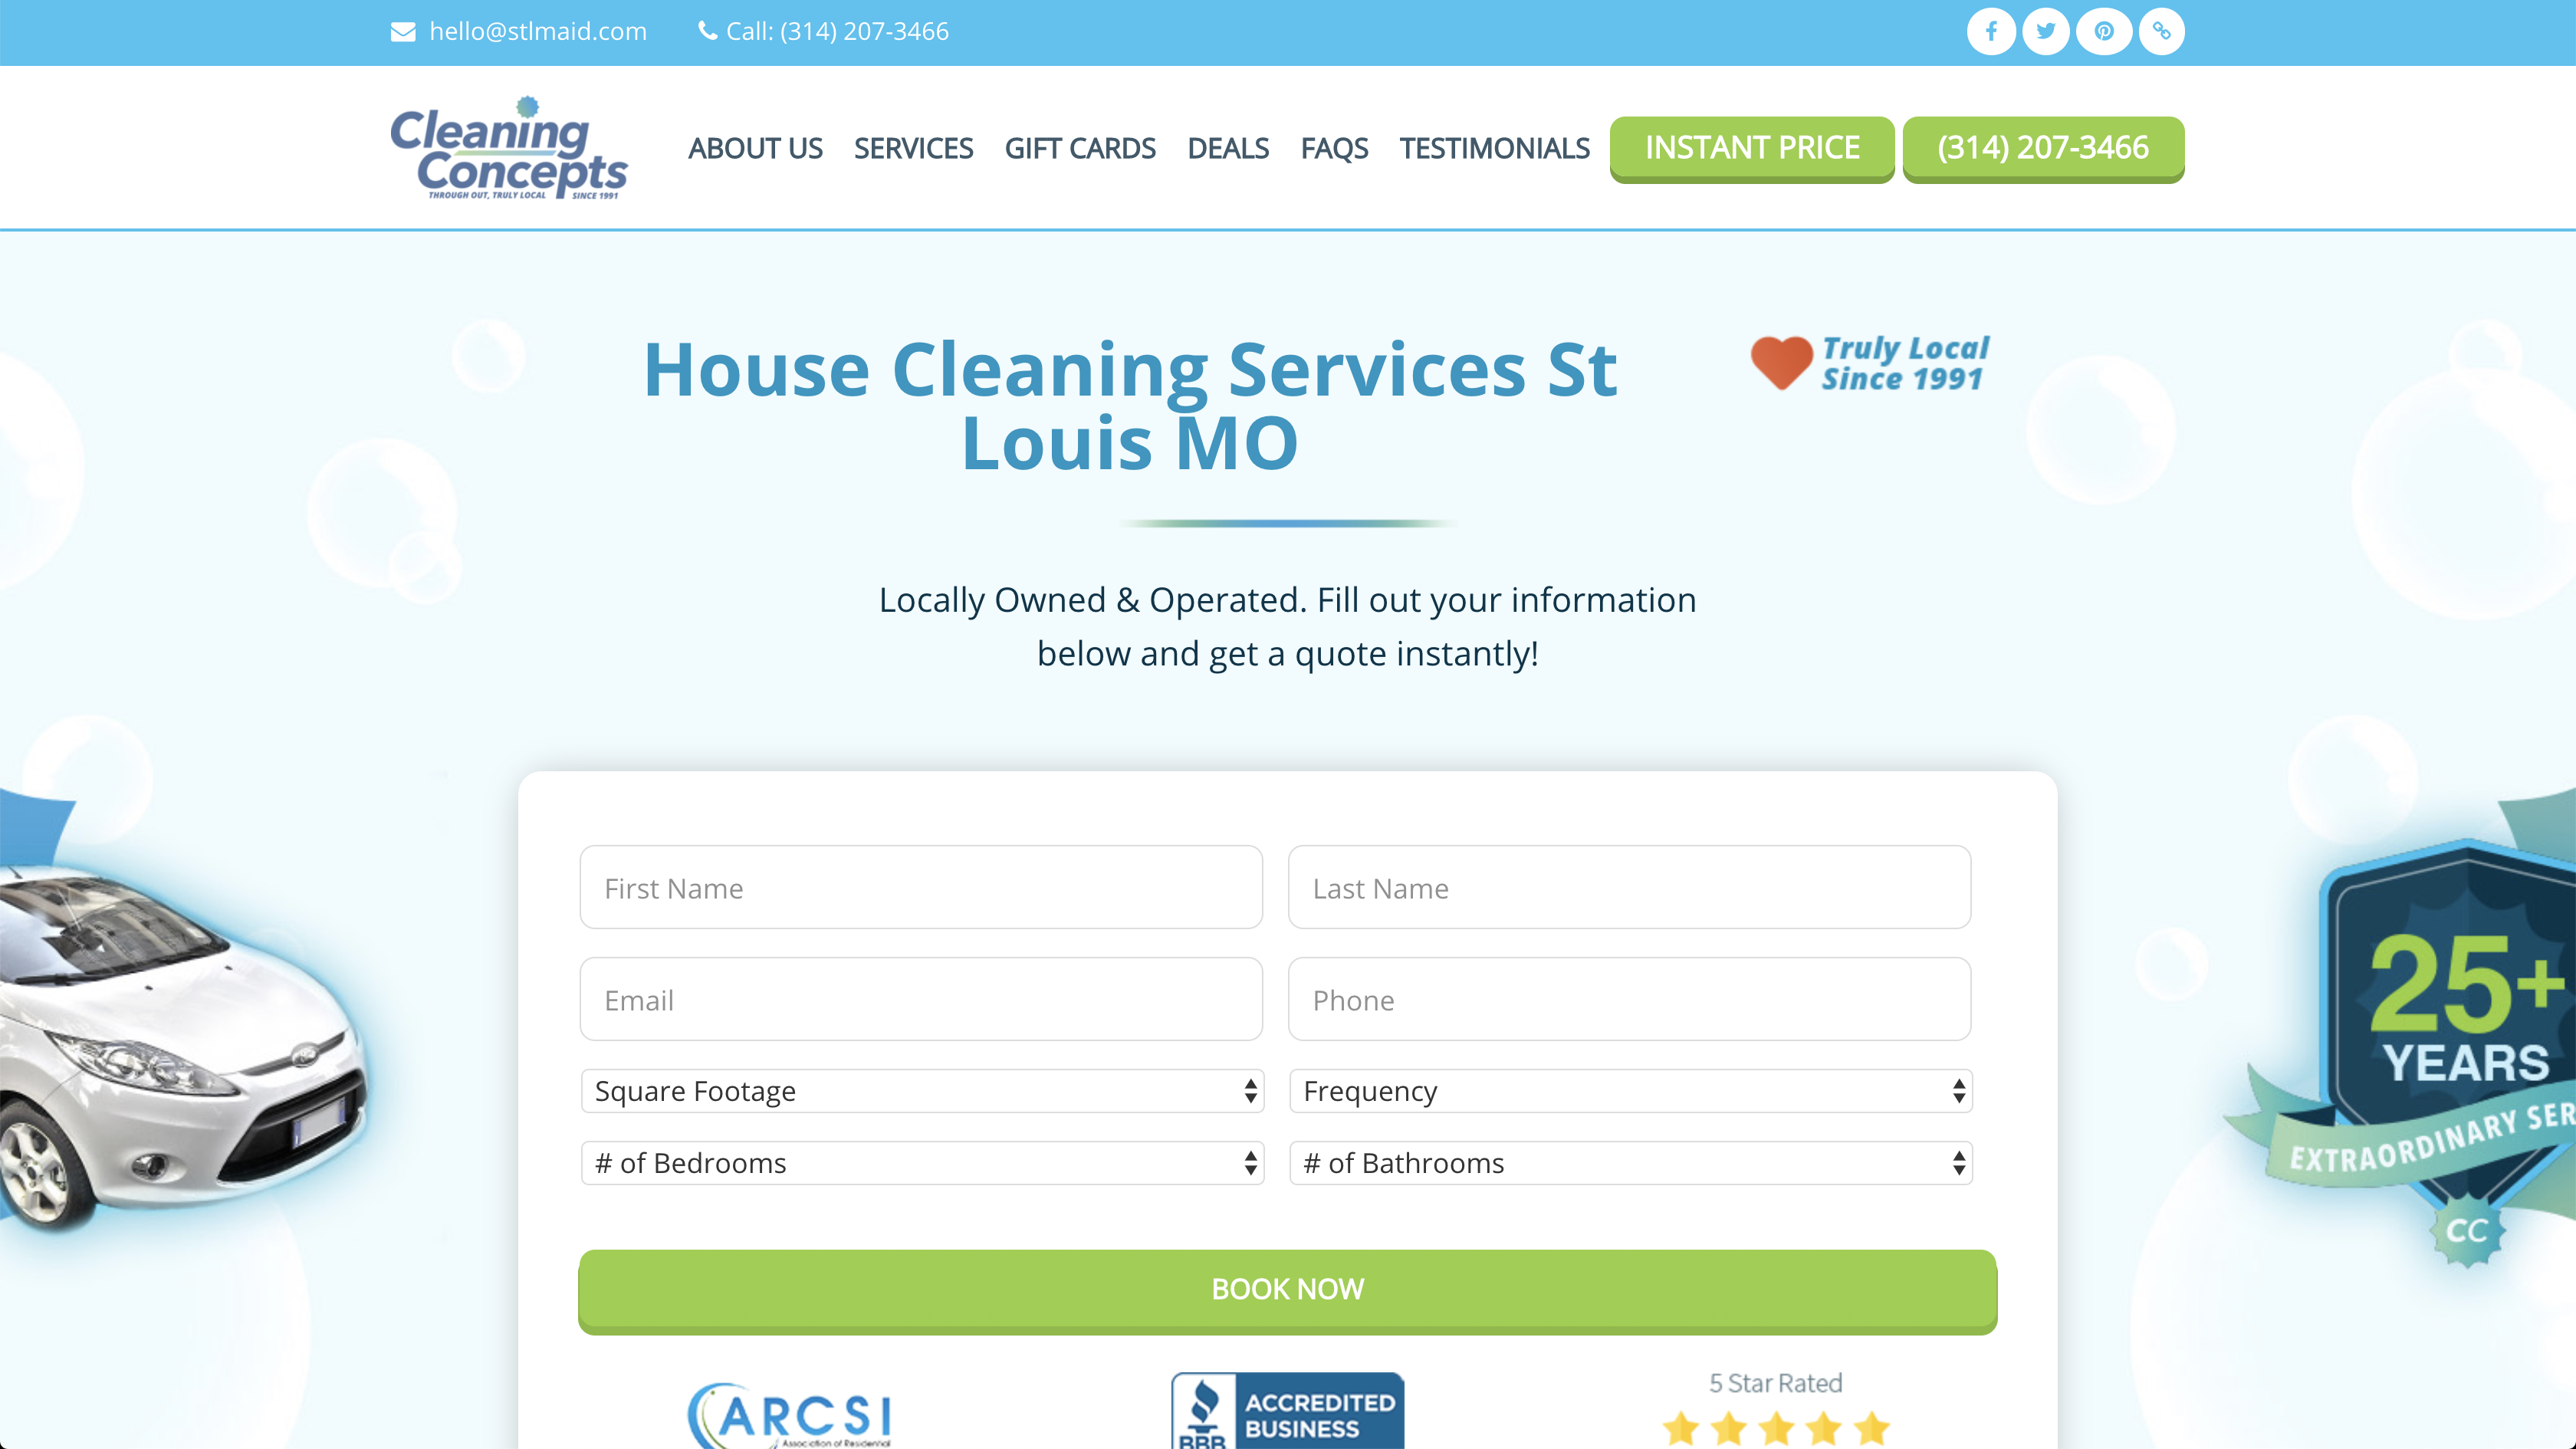 hello@stlmaid.com
Call: (314) 207-3466
Cleaning
Concepts
THROUGH OUT, TRULY LOCAL SINCE 1991
ABOUT US
SERVICES
GIFT CARDS
DEALS
FAQS
TESTIMONIALS
INSTANT PRICE
(314) 207-3466
House Cleaning Services St
Louis MO
Truly Local
Since 1991
Locally Owned & Operated. Fill out your information
below and get a quote instantly!
First Name
Last Name
Email
Phone
Square Footage
Frequency
# of Bedrooms
# of Bathrooms
BOOK NOW
25+
YEARS
EXTRAORDINARY SER
CC
ARCSI
Association of Residential
BBB
ACCREDITED
BUSINESS
5 Star Rated